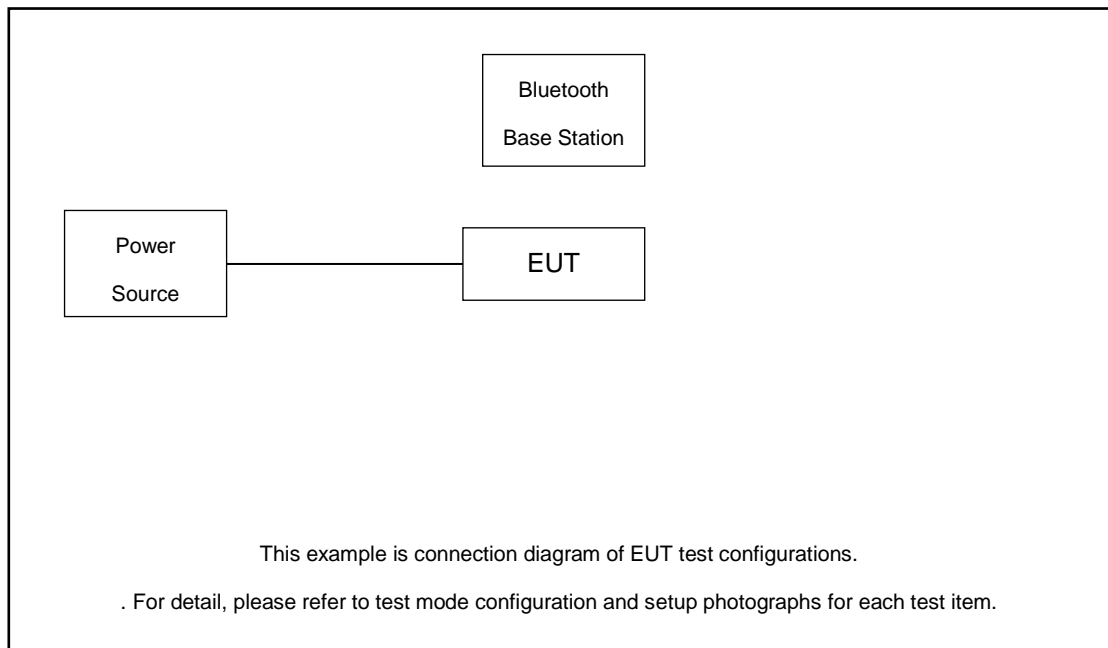 Bluetooth
Base Station
Power
Source
EUT
This example is connection diagram of EUT test configurations.
. For detail, please refer to test mode configuration and setup photographs for each test item.